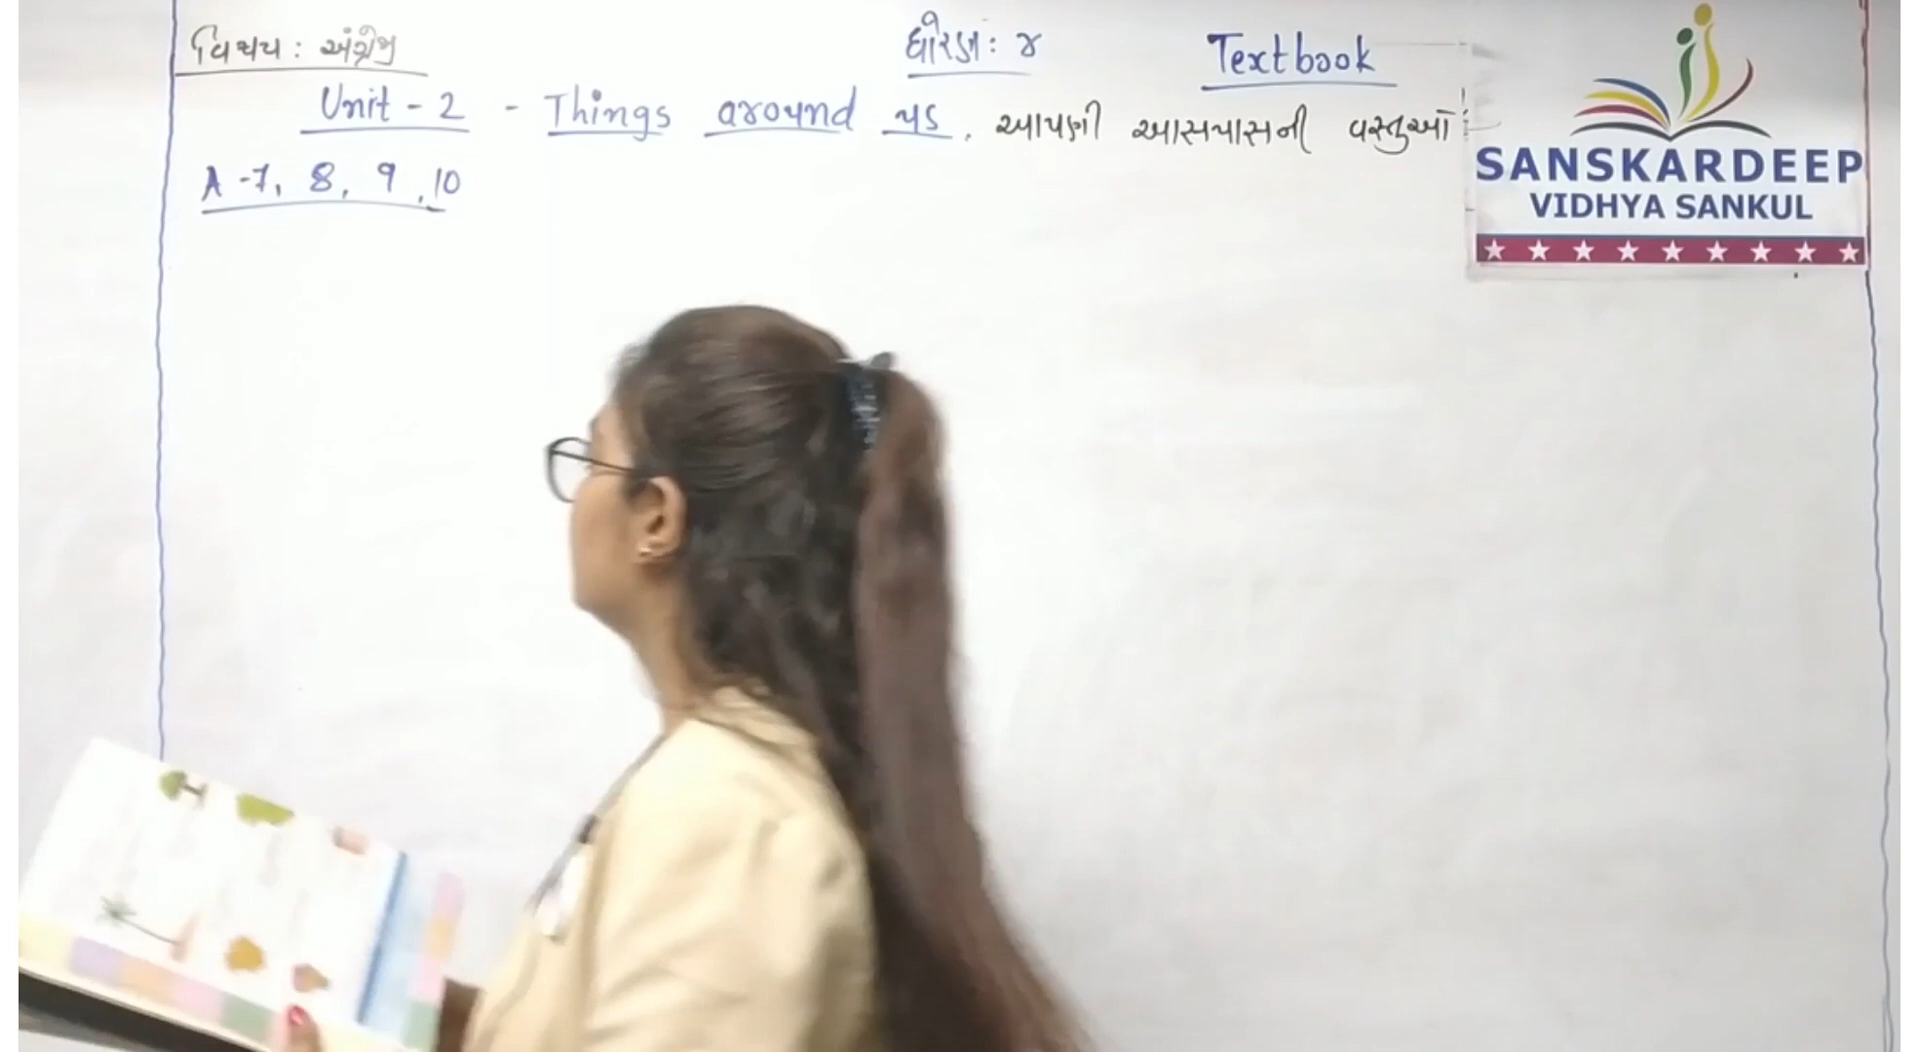 વિષય : અંગ્રેજી
ધોરણ : ૪
Textbook
Unit - 2 - Things around us. આપણી આસપાસની વસ્તુઓ
A - 7, 8, 9, 10
SANSKARDEEP
VIDHYA SANKUL